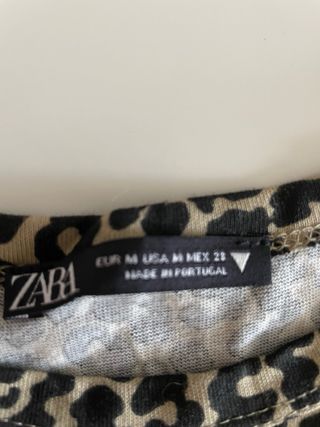 ZARA
EUR M USA M MEX 28
MADE IN PORTUGAL